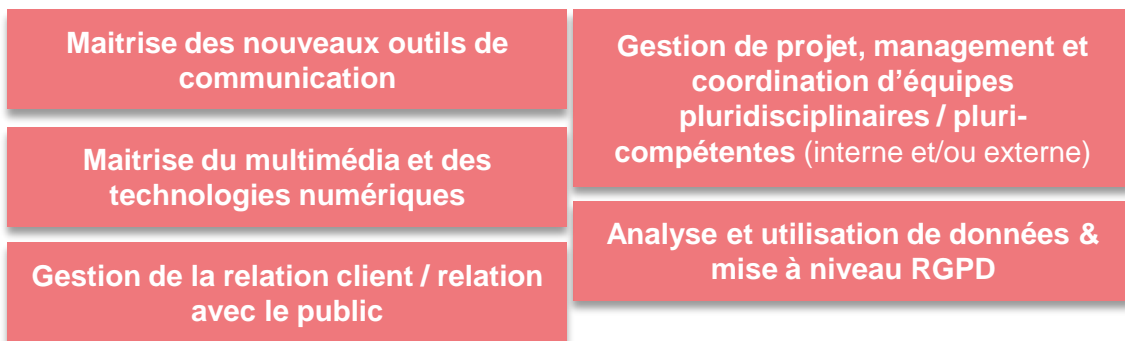 Maitrise des nouveaux outils de
communication
Maitrise du multimédia et des
technologies numériques
Gestion de la relation client / relation
avec le public
Gestion de projet, management et
coordination d’équipes
pluridisciplinaires / pluri-
compétentes (interne et/ou externe)
Analyse et utilisation de données &
mise à niveau RGPD